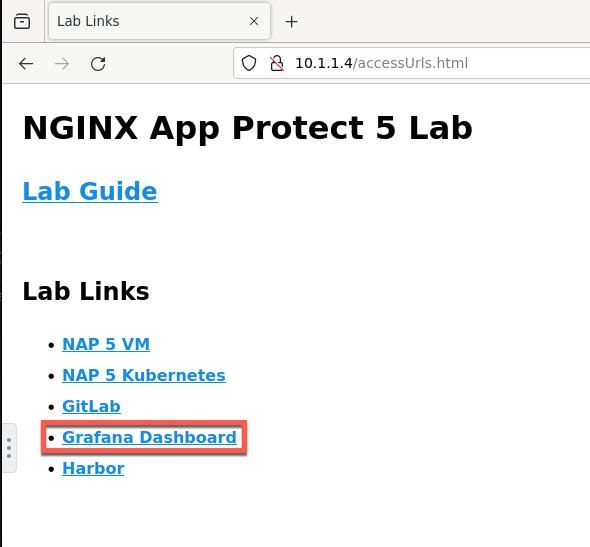 Lab Links
10.1.1.4/accessUrls.html
NGINX App Protect 5 Lab
Lab Guide
Lab Links
NAP 5 VM
NAP 5 Kubernetes
GitLab
Grafana Dashboard
Harbor